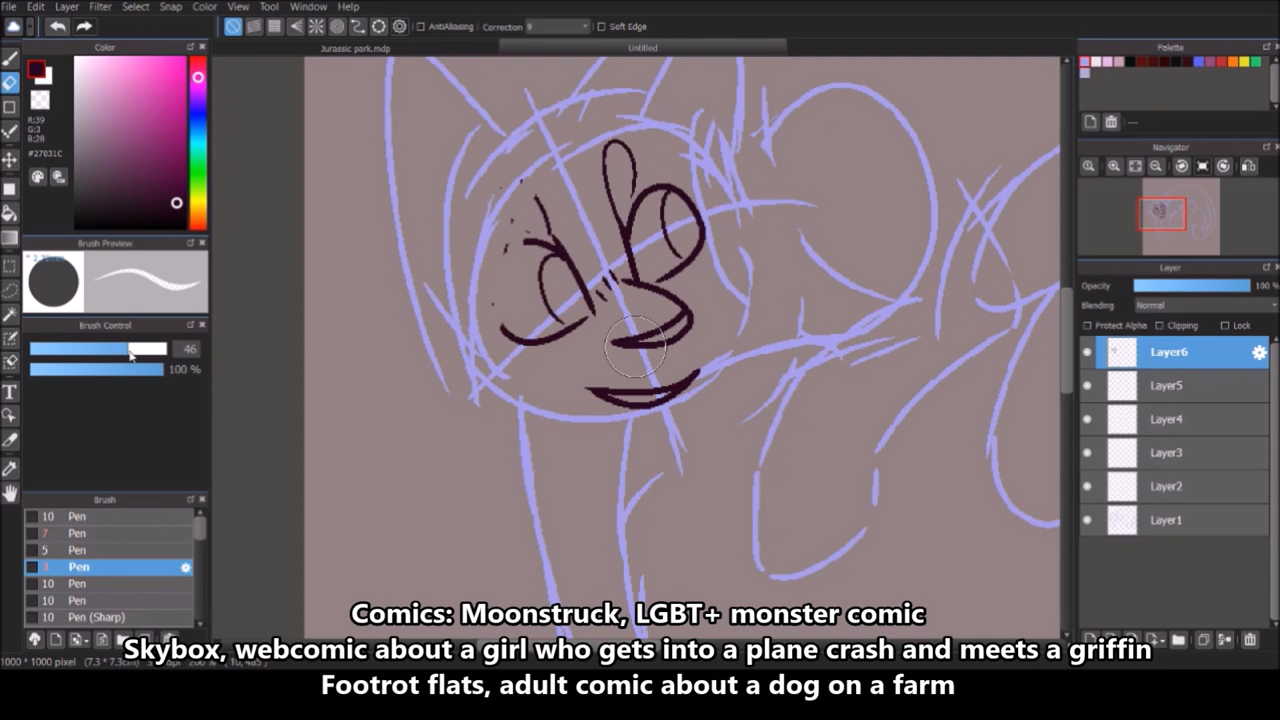 File Edit Layer Filter Select Snap Color View Tool Window Help
AntiAliasing Correction 9 Soft Edge
Color
Jurassic park.mdp
Untitled
Palette
R:39
G:3
B:28
#27031C
---
Navigator
Brush Preview
Brush Control
46
100 %
Layer
Opacity 100 %
Blending Normal
Protect Alpha Clipping Lock
Layer6
Layer5
Layer4
Layer3
Layer2
Layer1
Brush
10 Pen
7 Pen
5 Pen
3 Pen
10 Pen
10 Pen
10 Pen (Sharp)
Comics: Moonstruck, LGBT+ monster comic
Skybox, webcomic about a girl who gets into a plane crash and meets a griffin
Footrot flats, adult comic about a dog on a farm
1000 * 1000 pixel